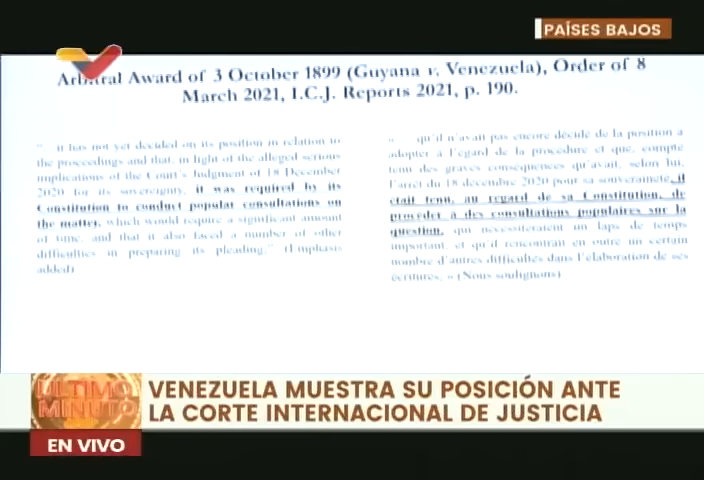 PAÍSES BAJOS
Arbitral Award of 3 October 1899 (Guyana v. Venezuela), Order of 8
March 2021, I.C.J. Reports 2021, p. 190.
“ it has not yet decided on its position in relation to
the proceedings and that, in light of the alleged serious
implications of the Court's Judgment of 18 December
2020 for its sovereignty, it was required by its
Constitution to conduct popular consultations on
the matter, which would require a significant amount
of time, and that it also faced a number of other
difficulties in preparing its pleading.” (Emphasis
added)
« qu'il n'avait pas encore décidé de la position à
adopter à l'égard de la procédure et que, compte
tenu des graves conséquences qu'avait, selon lui,
l'arrêt du 18 décembre 2020 pour sa souveraineté, il
était tenu, au regard de sa Constitution, de
procéder à des consultations populaires sur la
question, qui nécessiteraient un laps de temps
important, et qu'il rencontrait en outre un certain
nombre d'autres difficultés dans l'élaboration de ses
écritures. » (Nous soulignons)
ÚLTIMO
MINUTO
VENEZUELA MUESTRA SU POSICIÓN ANTE
LA CORTE INTERNACIONAL DE JUSTICIA
EN VIVO